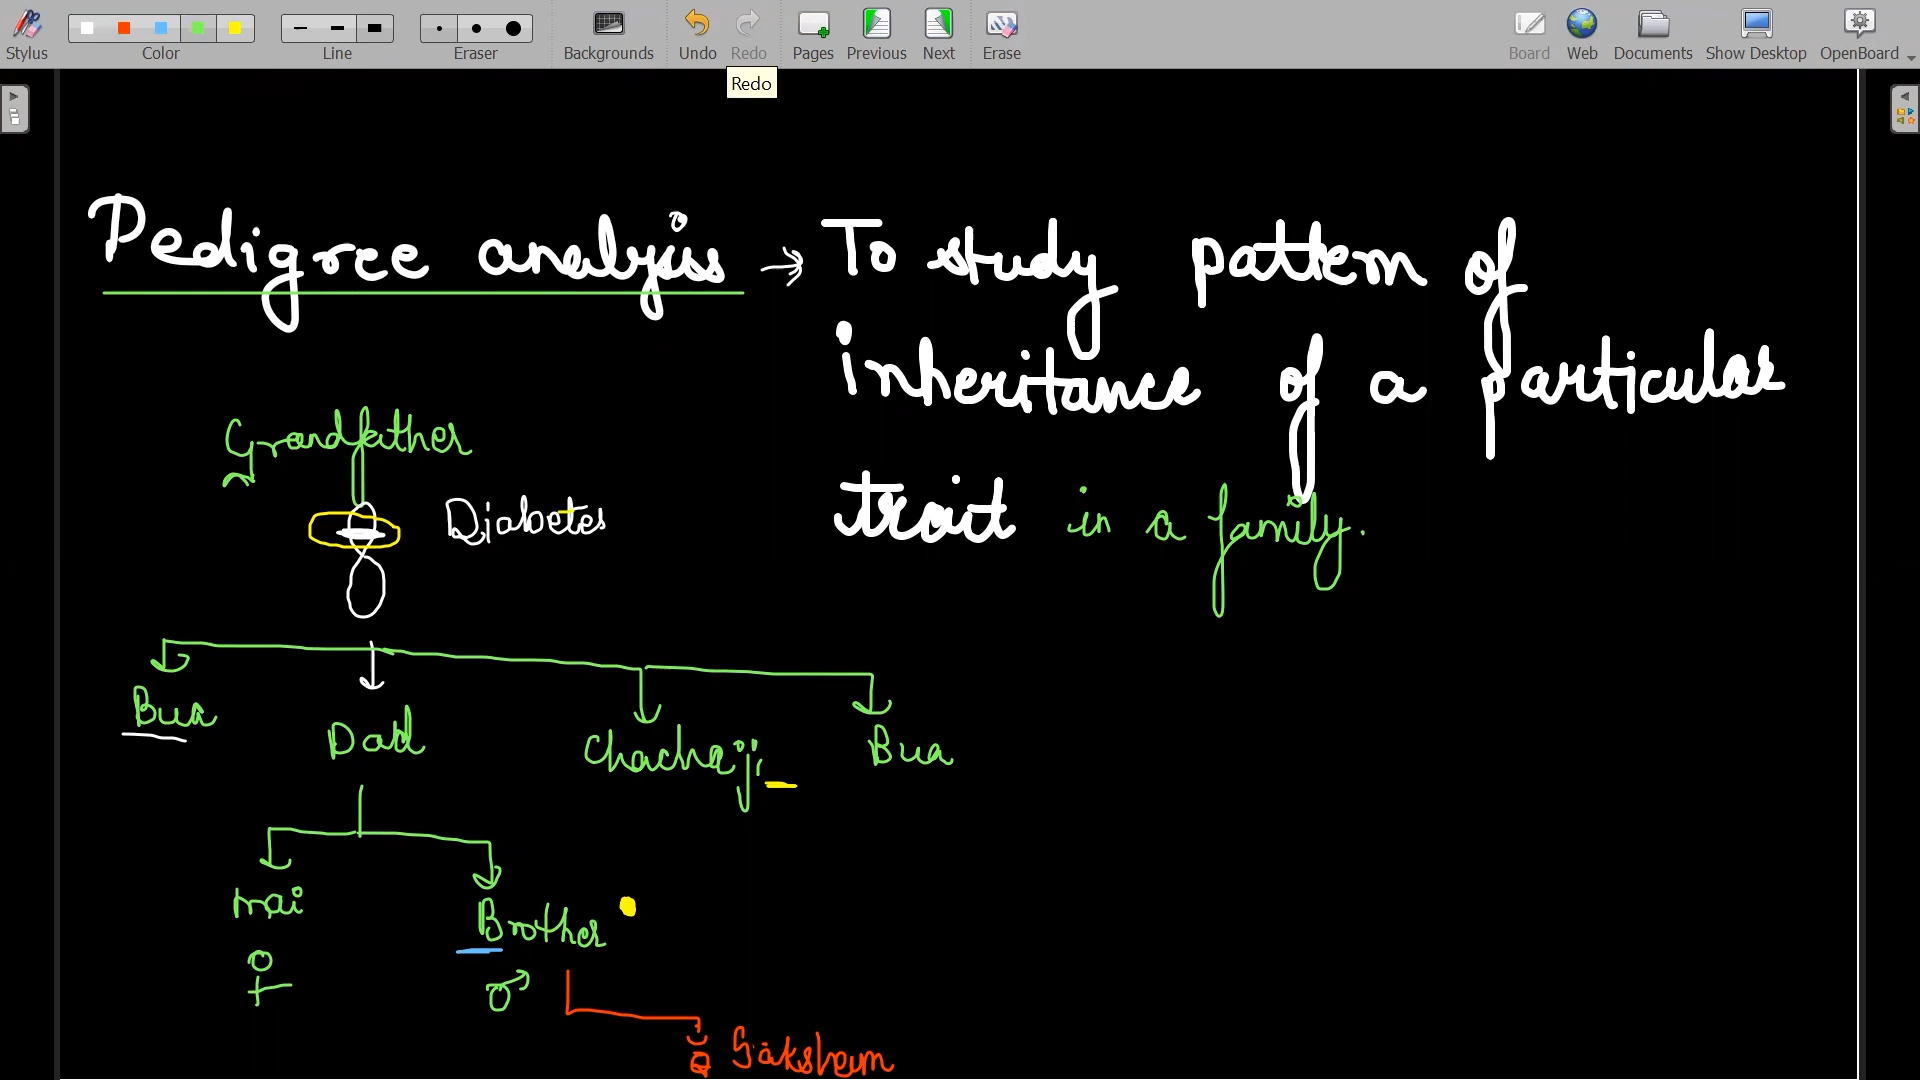 Stylus Color Line Eraser Backgrounds Undo Redo Pages Previous Next Erase Board Web Documents Show Desktop OpenBoard
Redo
Pedigree analysis → To study pattern of
inheritance of a particular
trait in a family.
Grandfather
Diabetes
Bua Dad Chachaji Bua
mai Brother
♀ ♂
Saksham